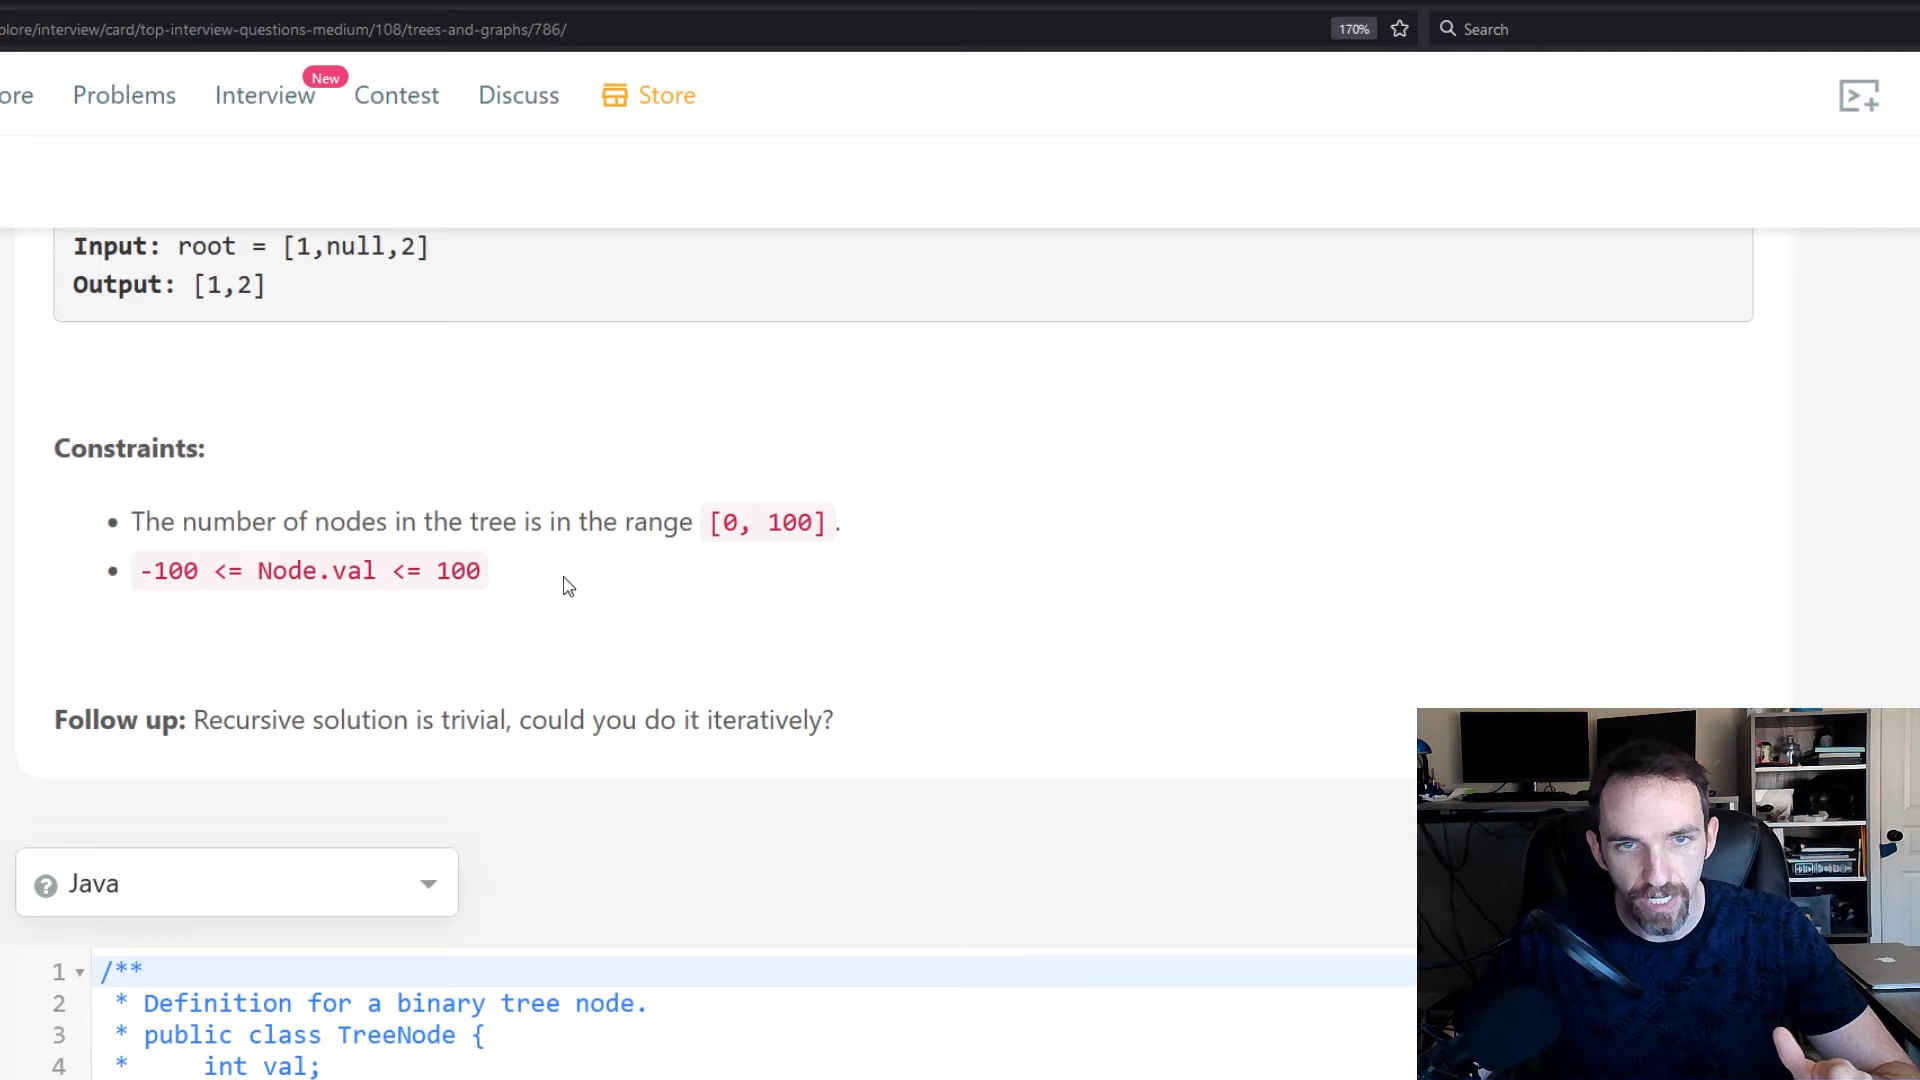 plore/interview/card/top-interview-questions-medium/108/trees-and-graphs/786/
170%
Search
ore
Problems
Interview
New
Contest
Discuss
Store
Input: root = [1,null,2]
Output: [1,2]
Constraints:
• The number of nodes in the tree is in the range [0, 100].
• -100 <= Node.val <= 100
Follow up: Recursive solution is trivial, could you do it iteratively?
? Java
1 /**
2 * Definition for a binary tree node.
3 * public class TreeNode {
4 * int val;